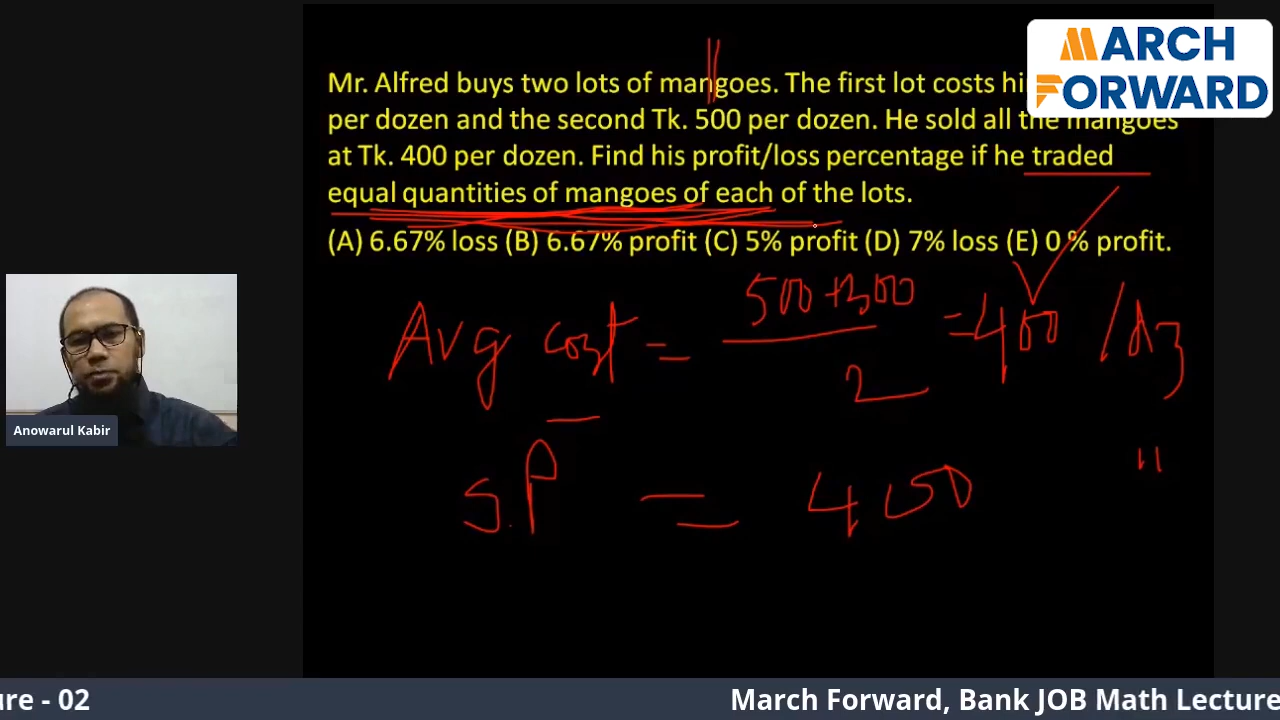 MARCH
FORWARD
Mr. Alfred buys two lots of mangoes. The first lot costs hi
per dozen and the second Tk. 500 per dozen. He sold all the mangoes
at Tk. 400 per dozen. Find his profit/loss percentage if he traded
equal quantities of mangoes of each of the lots.
(A) 6.67% loss (B) 6.67% profit (C) 5% profit (D) 7% loss (E) 0 % profit.
Avg cost = 500+300 / 2 = 400 /dz
S.P = 400 "
Anowarul Kabir
ure - 02 March Forward, Bank JOB Math Lecture